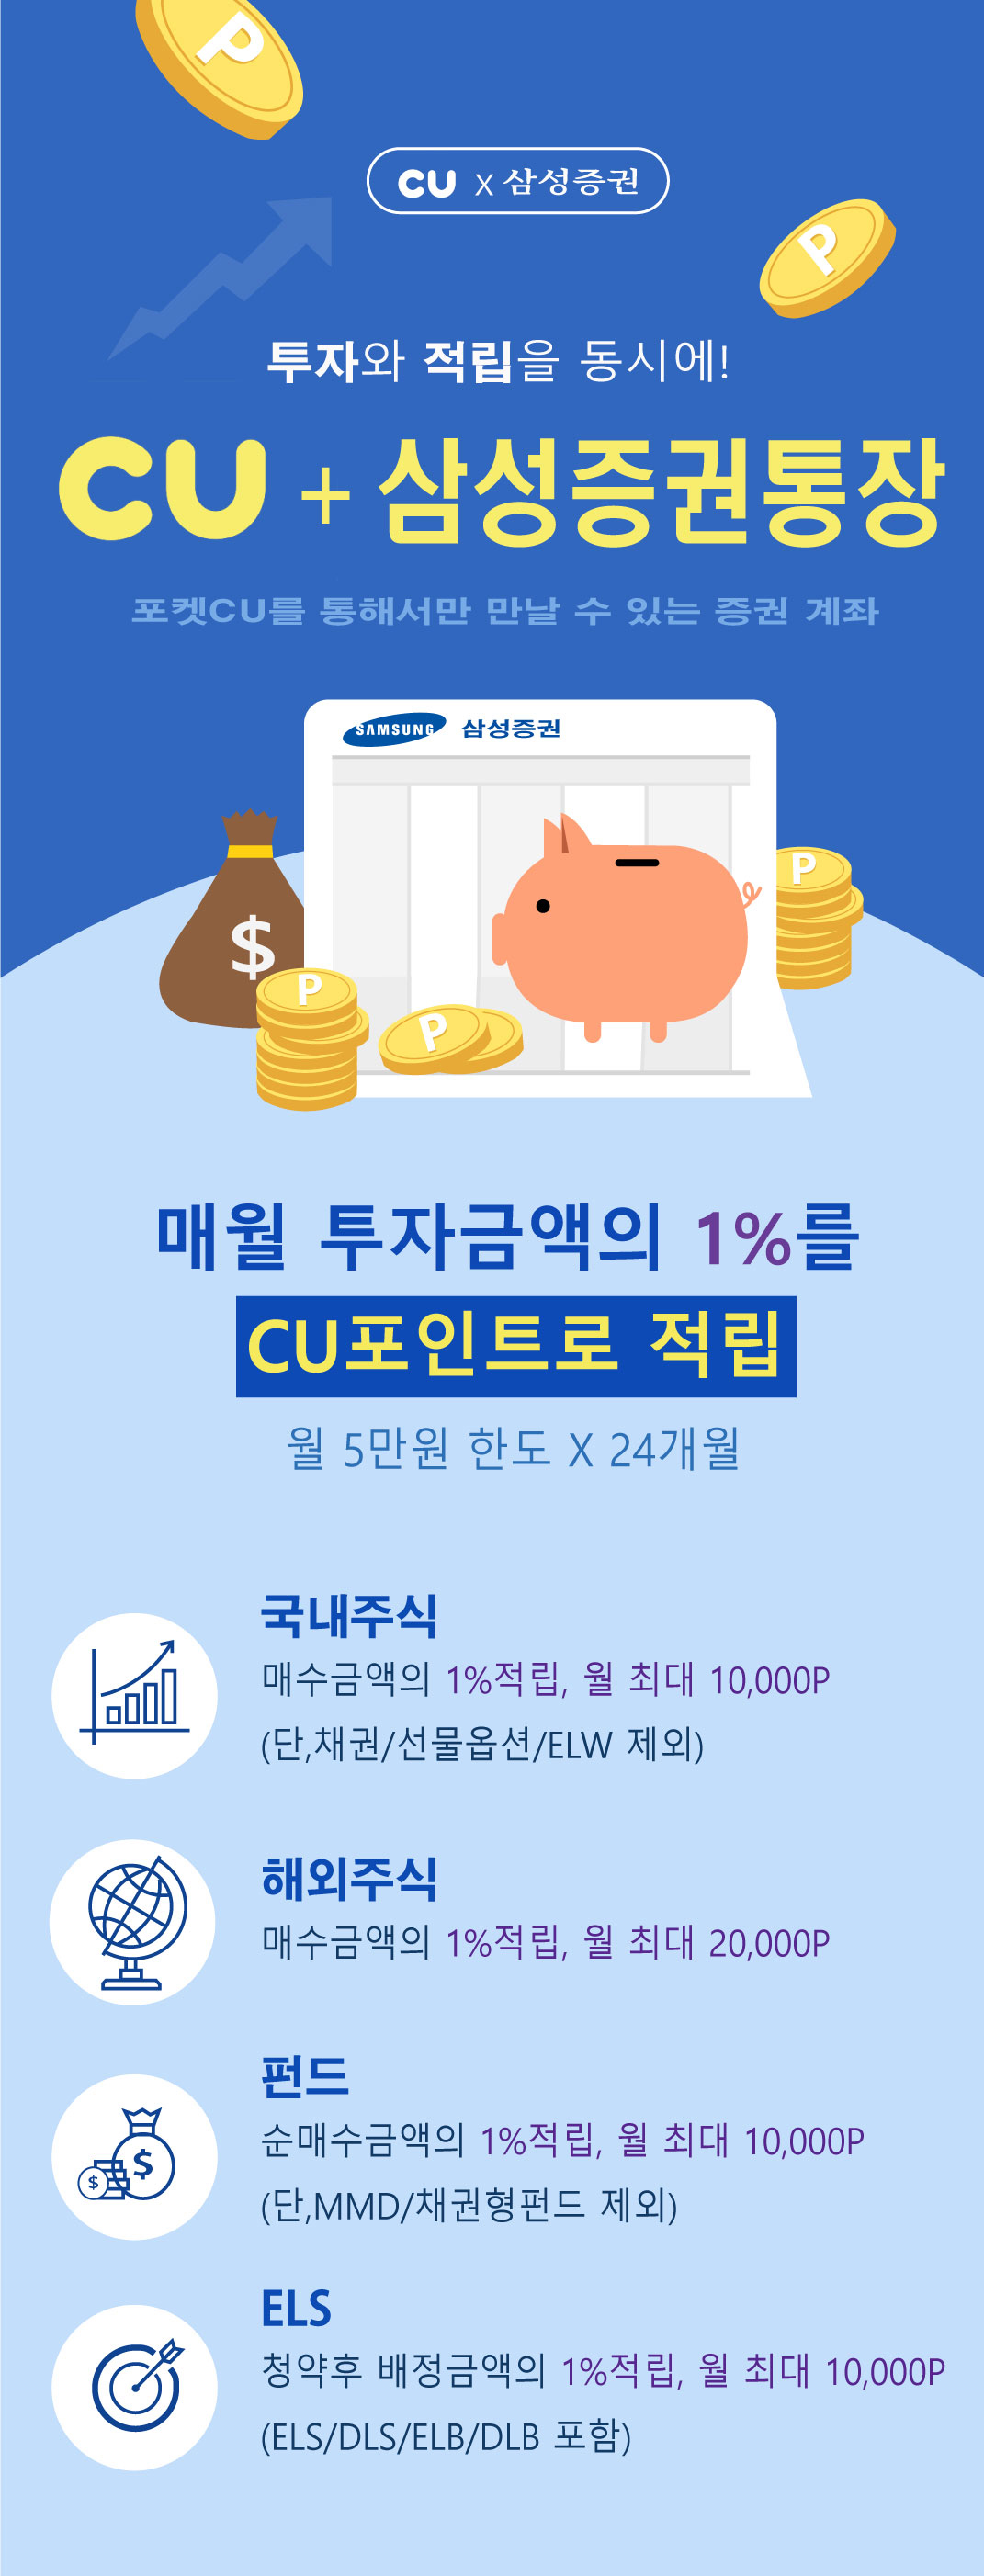 P
CU X 삼성증권
P
투자와 적립을 동시에!
CU + 삼성증권통장
포켓CU를 통해서만 만날 수 있는 증권 계좌
SAMSUNG 삼성증권
P
$
P
P
매월 투자금액의 1%를
CU포인트로 적립
월 5만원 한도 X 24개월
국내주식
매수금액의 1%적립, 월 최대 10,000P
(단,채권/선물옵션/ELW 제외)
해외주식
매수금액의 1%적립, 월 최대 20,000P
펀드
순매수금액의 1%적립, 월 최대 10,000P
(단,MMD/채권형펀드 제외)
$
$
ELS
청약후 배정금액의 1%적립, 월 최대 10,000P
(ELS/DLS/ELB/DLB 포함)